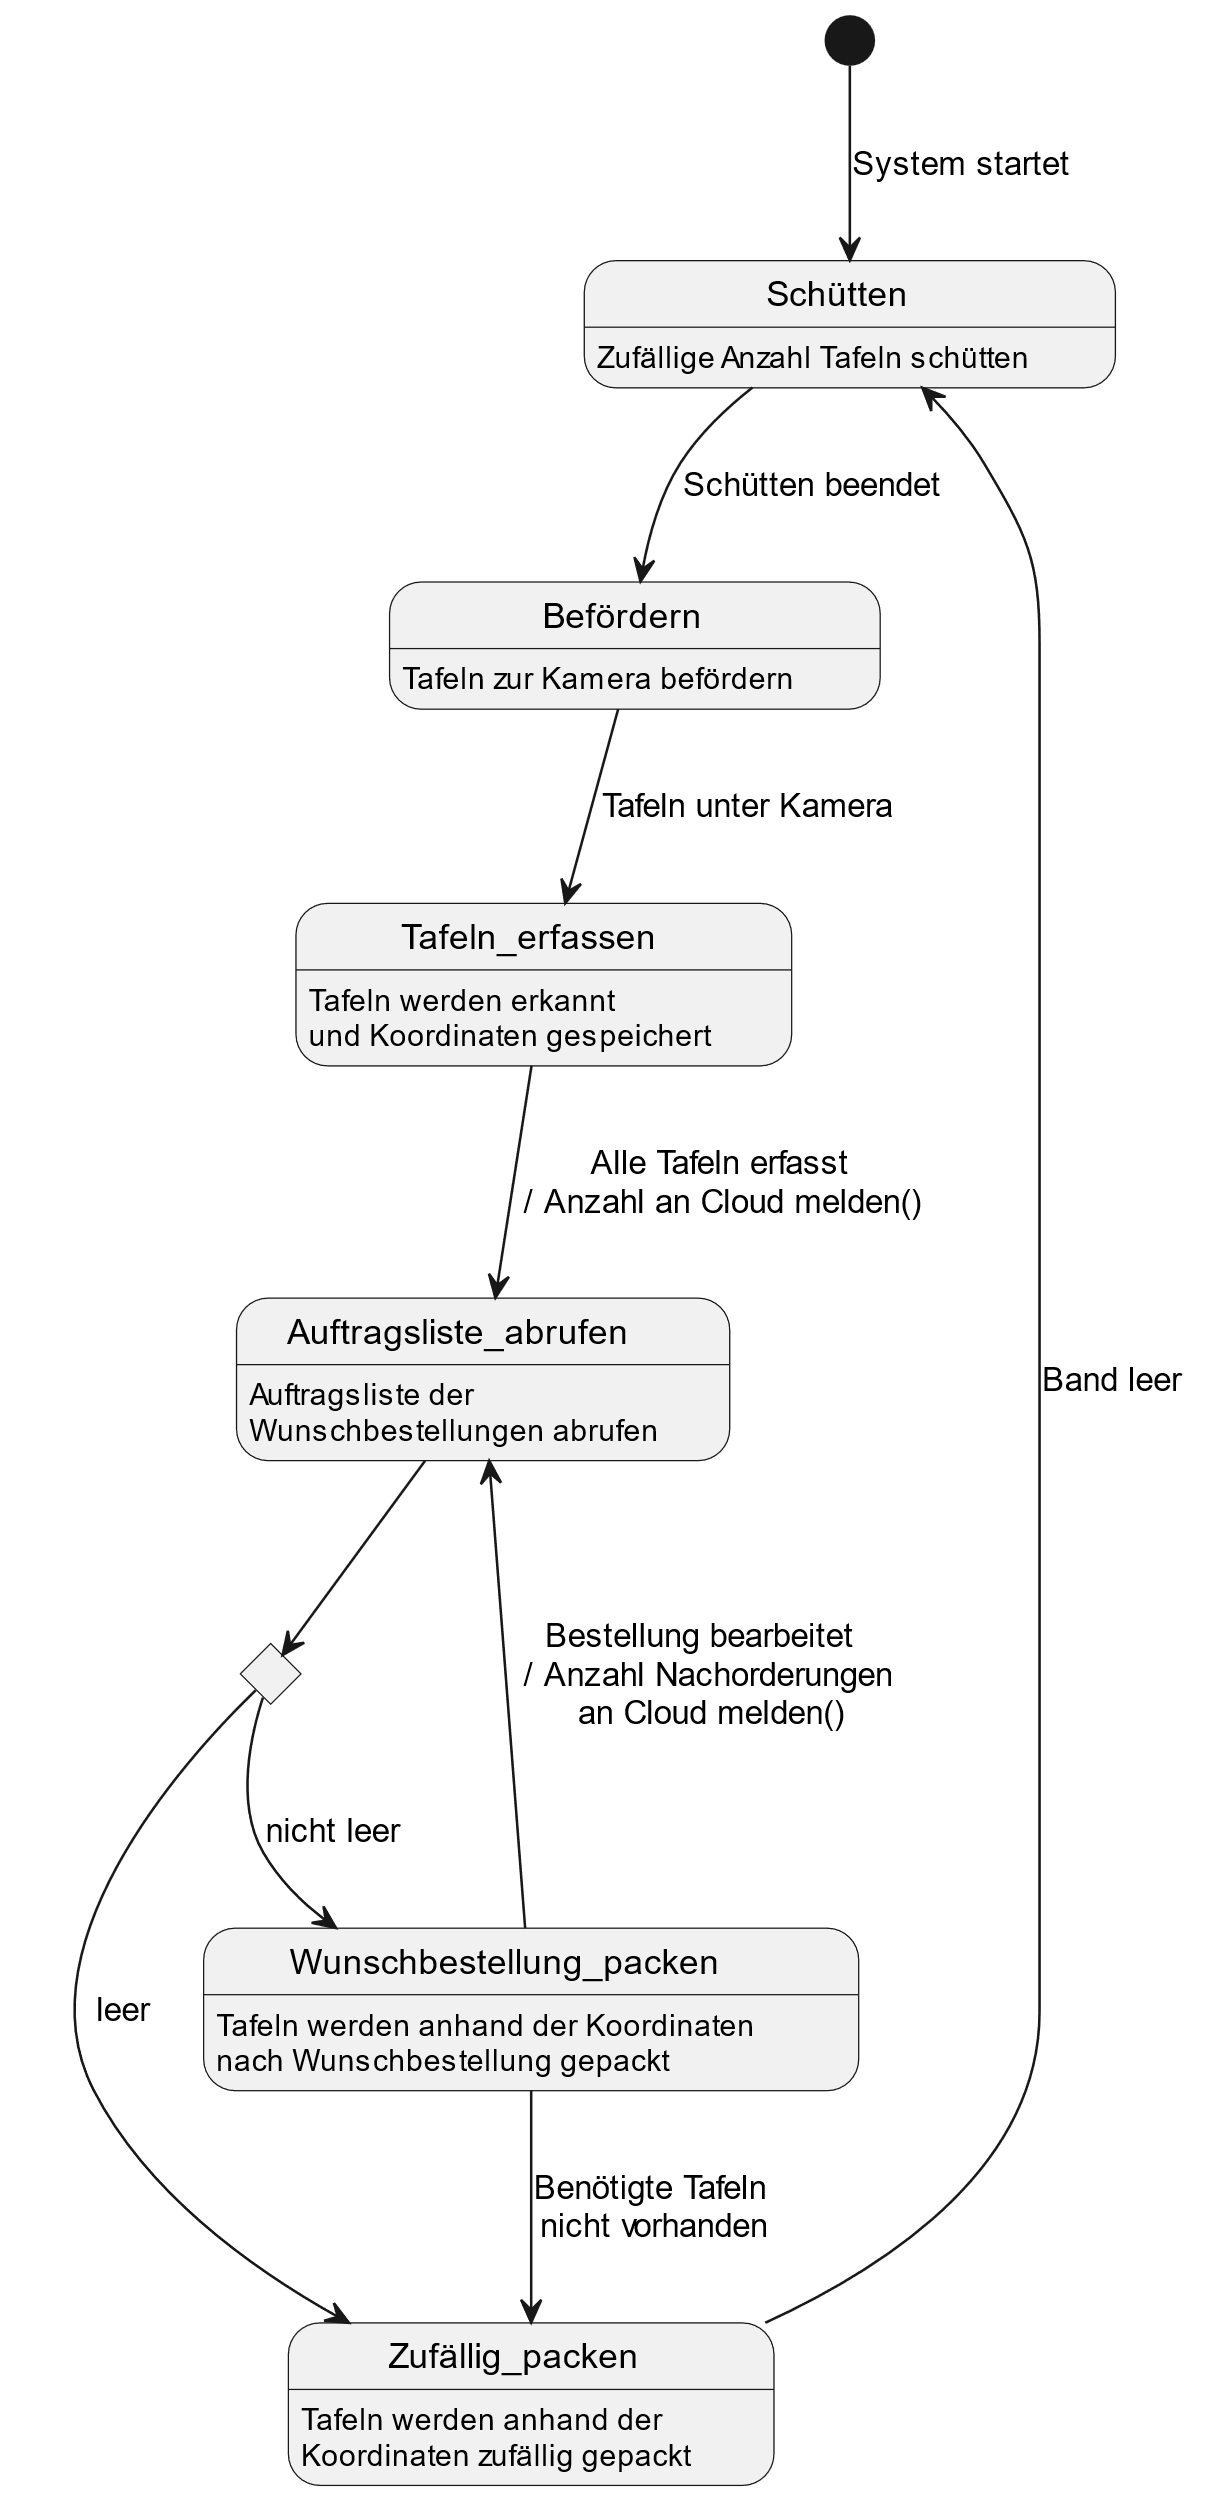 System startet
Schütten
Zufällige Anzahl Tafeln schütten
Schütten beendet
Befördern
Tafeln zur Kamera befördern
Tafeln unter Kamera
Tafeln_erfassen
Tafeln werden erkannt
und Koordinaten gespeichert
Alle Tafeln erfasst
/ Anzahl an Cloud melden()
Auftragsliste_abrufen
Band leer
Auftragsliste der
Wunschbestellungen abrufen
Bestellung bearbeitet
/ Anzahl Nachorderungen
an Cloud melden()
nicht leer
Wunschbestellung_packen
leer
Tafeln werden anhand der Koordinaten
nach Wunschbestellung gepackt
Benötigte Tafeln
nicht vorhanden
Zufällig_packen
Tafeln werden anhand der
Koordinaten zufällig gepackt